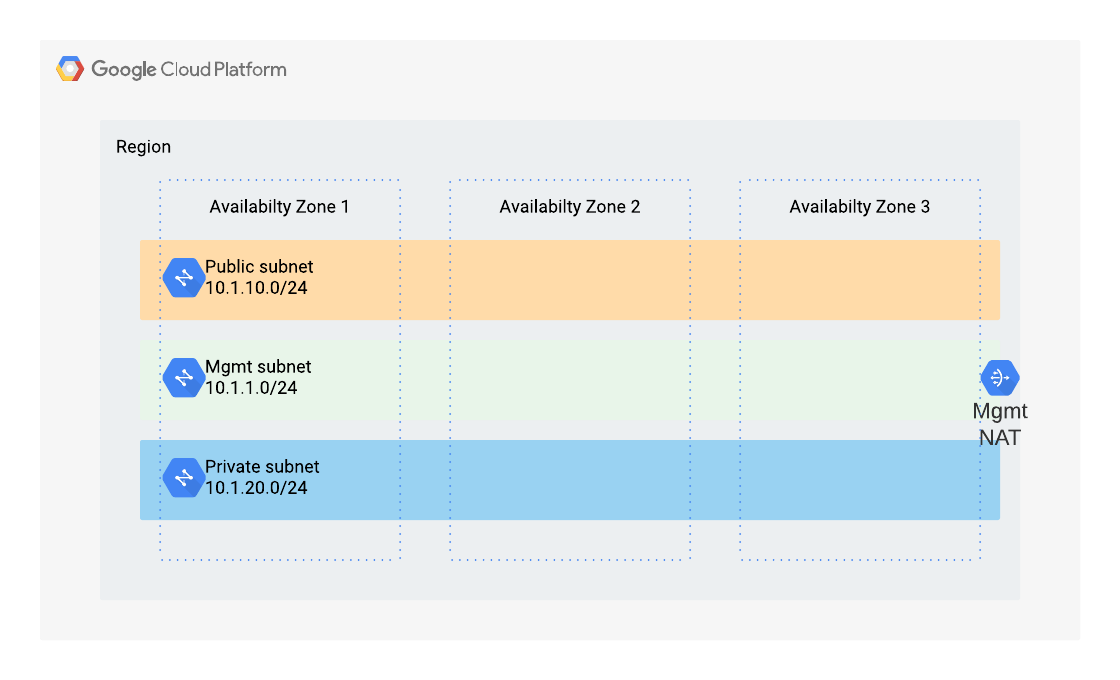 Google Cloud Platform
Region
Availabilty Zone 1
Availabilty Zone 2
Availabilty Zone 3
Public subnet
10.1.10.0/24
Mgmt subnet
10.1.1.0/24
Mgmt
NAT
Private subnet
10.1.20.0/24